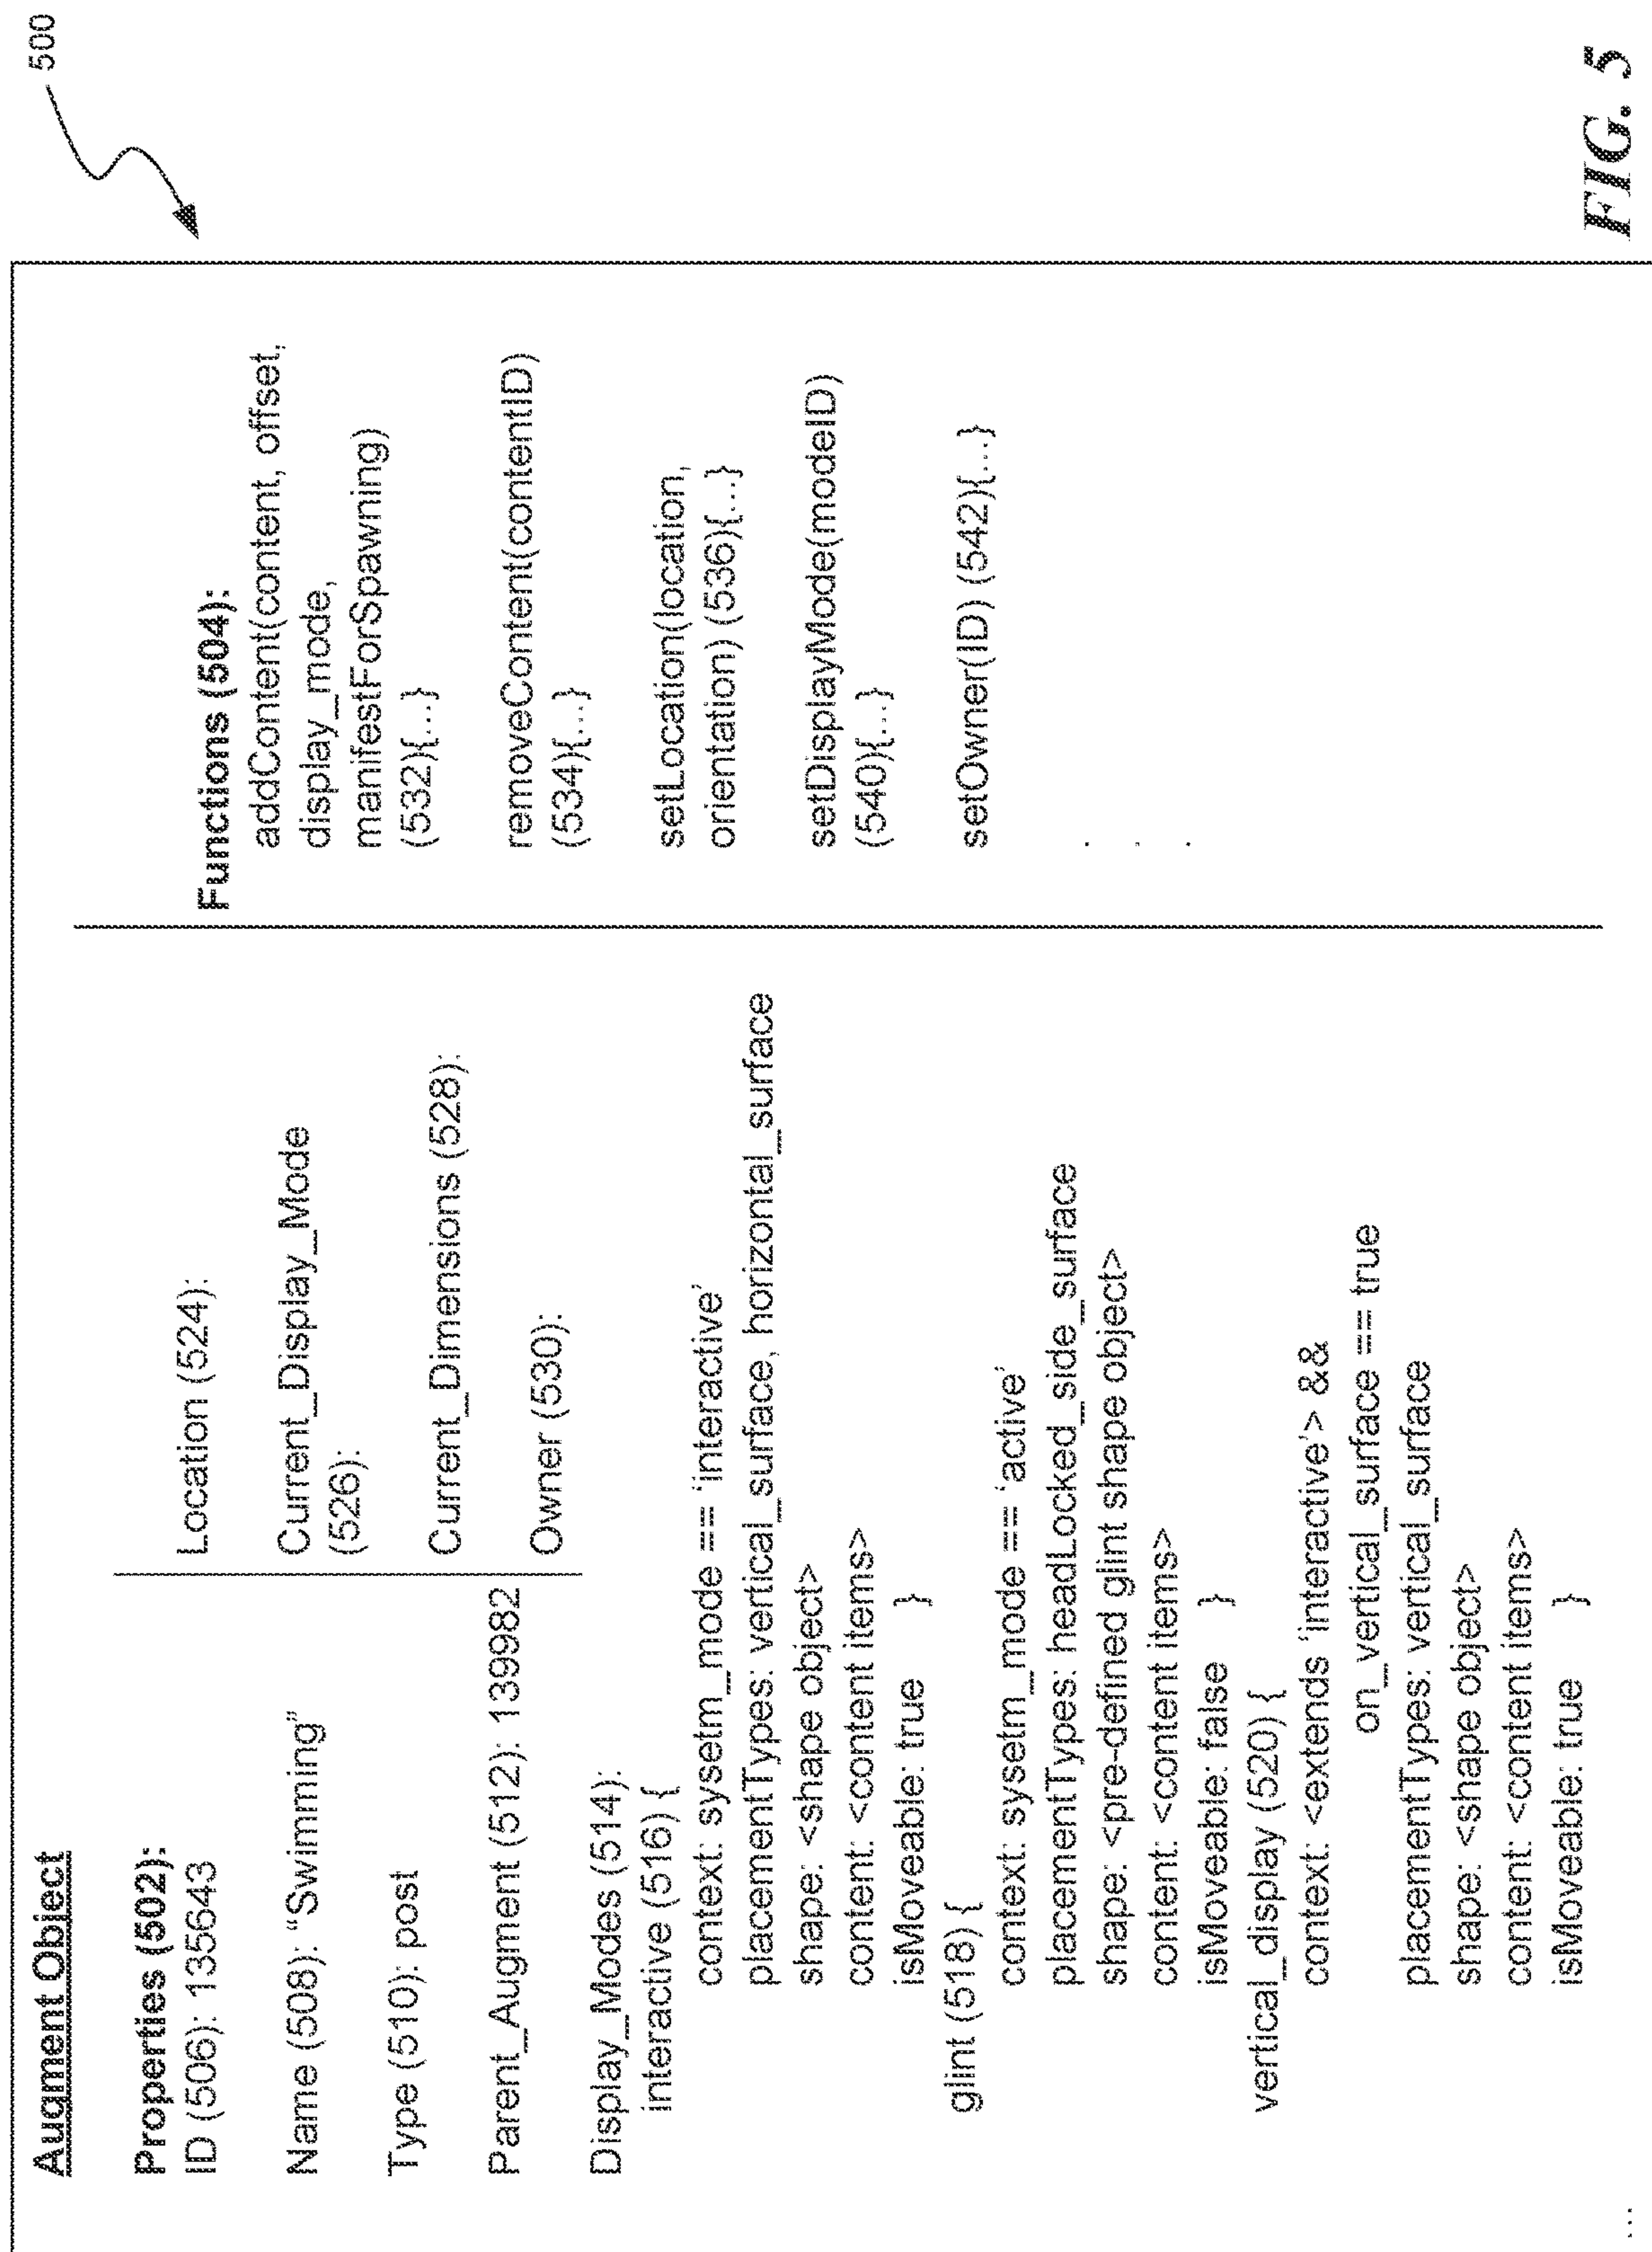 500
Augment Object
Properties (502):
ID (506): 135643
Name (508): “Swimming”
Type (510): post
Parent_Augment (512): 139982
Location (524):
Current_Display_Mode
(526):
Current_Dimensions (528):
Owner (530):
Display_Modes (514):
interactive (516) {
context: sysetm_mode == ‘interactive’
placementTypes: vertical_surface, horizontal_surface
shape: <shape object>
content: <content items>
isMoveable: true }
glint (518) {
context: sysetm_mode == ‘active’
placementTypes: headLocked_side_surface
shape: <pre-defined glint shape object>
content: <content items>
isMoveable: false }
vertical_display (520) {
context: <extends ‘interactive’> &&
on_vertical_surface == true
placementTypes: vertical_surface
shape: <shape object>
content: <content items>
isMoveable: true }
...
Functions (504):
addContent(content, offset,
display_mode,
manifestForSpawning)
(532){...}
removeContent(contentID)
(534){...}
setLocation(location,
orientation) (536){...}
setDisplayMode(modeID)
(540){...}
setOwner(ID) (542){...}
.
.
.
FIG. 5